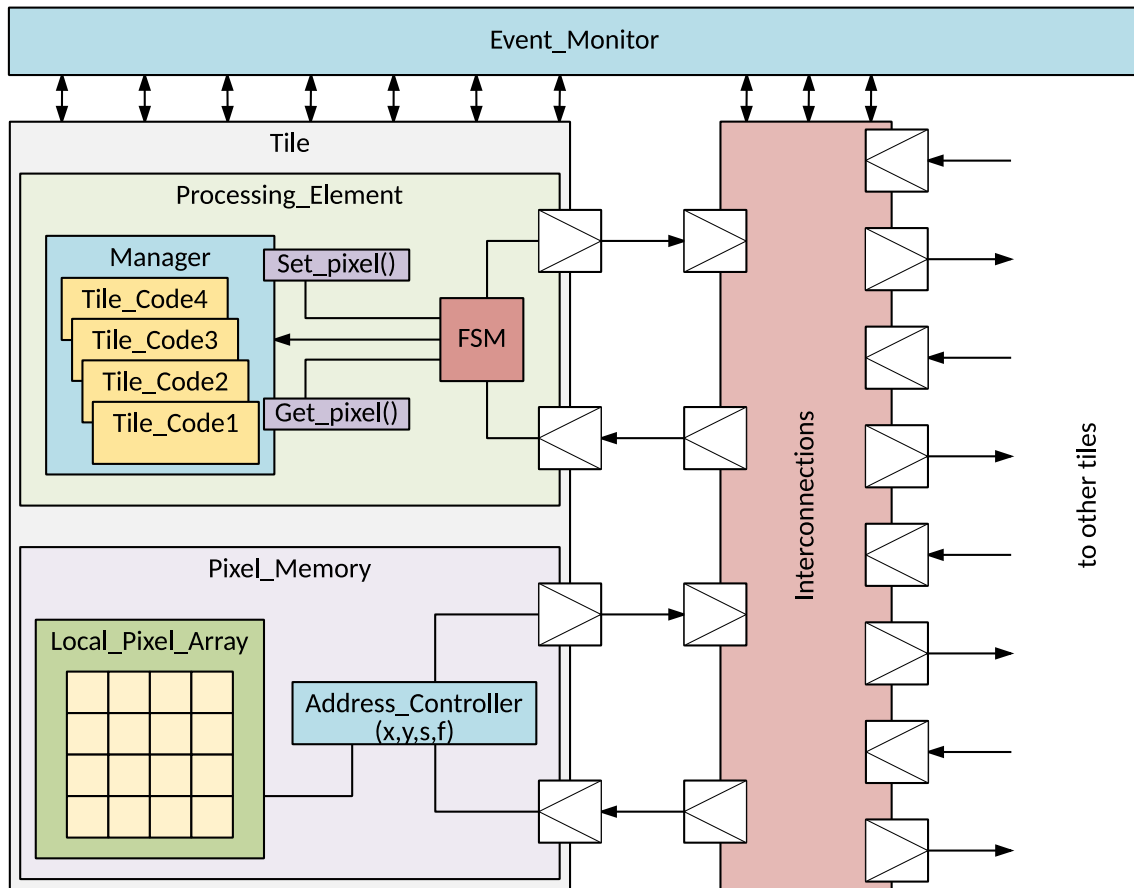 Event_Monitor
Tile
Processing_Element
Manager
Set_pixel()
Tile_Code4
Tile_Code3
FSM
Tile_Code2
Get_pixel()
Tile_Code1
Interconnections
to other tiles
Pixel_Memory
Local_Pixel_Array
Address_Controller
(x,y,s,f)